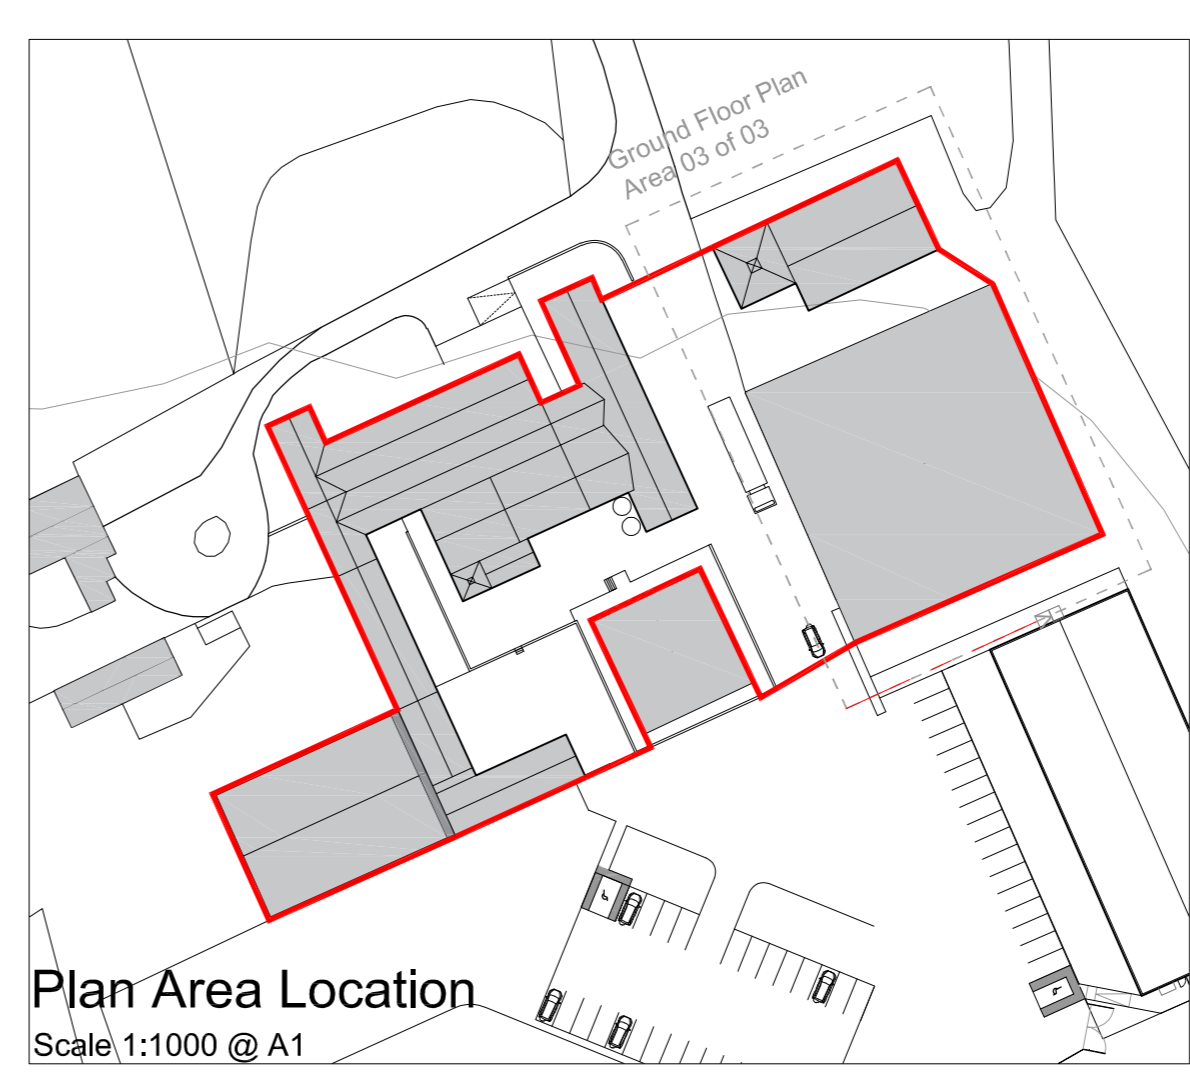 Ground Floor Plan
Area 03 of 03
Plan Area Location
Scale 1:1000 @ A1